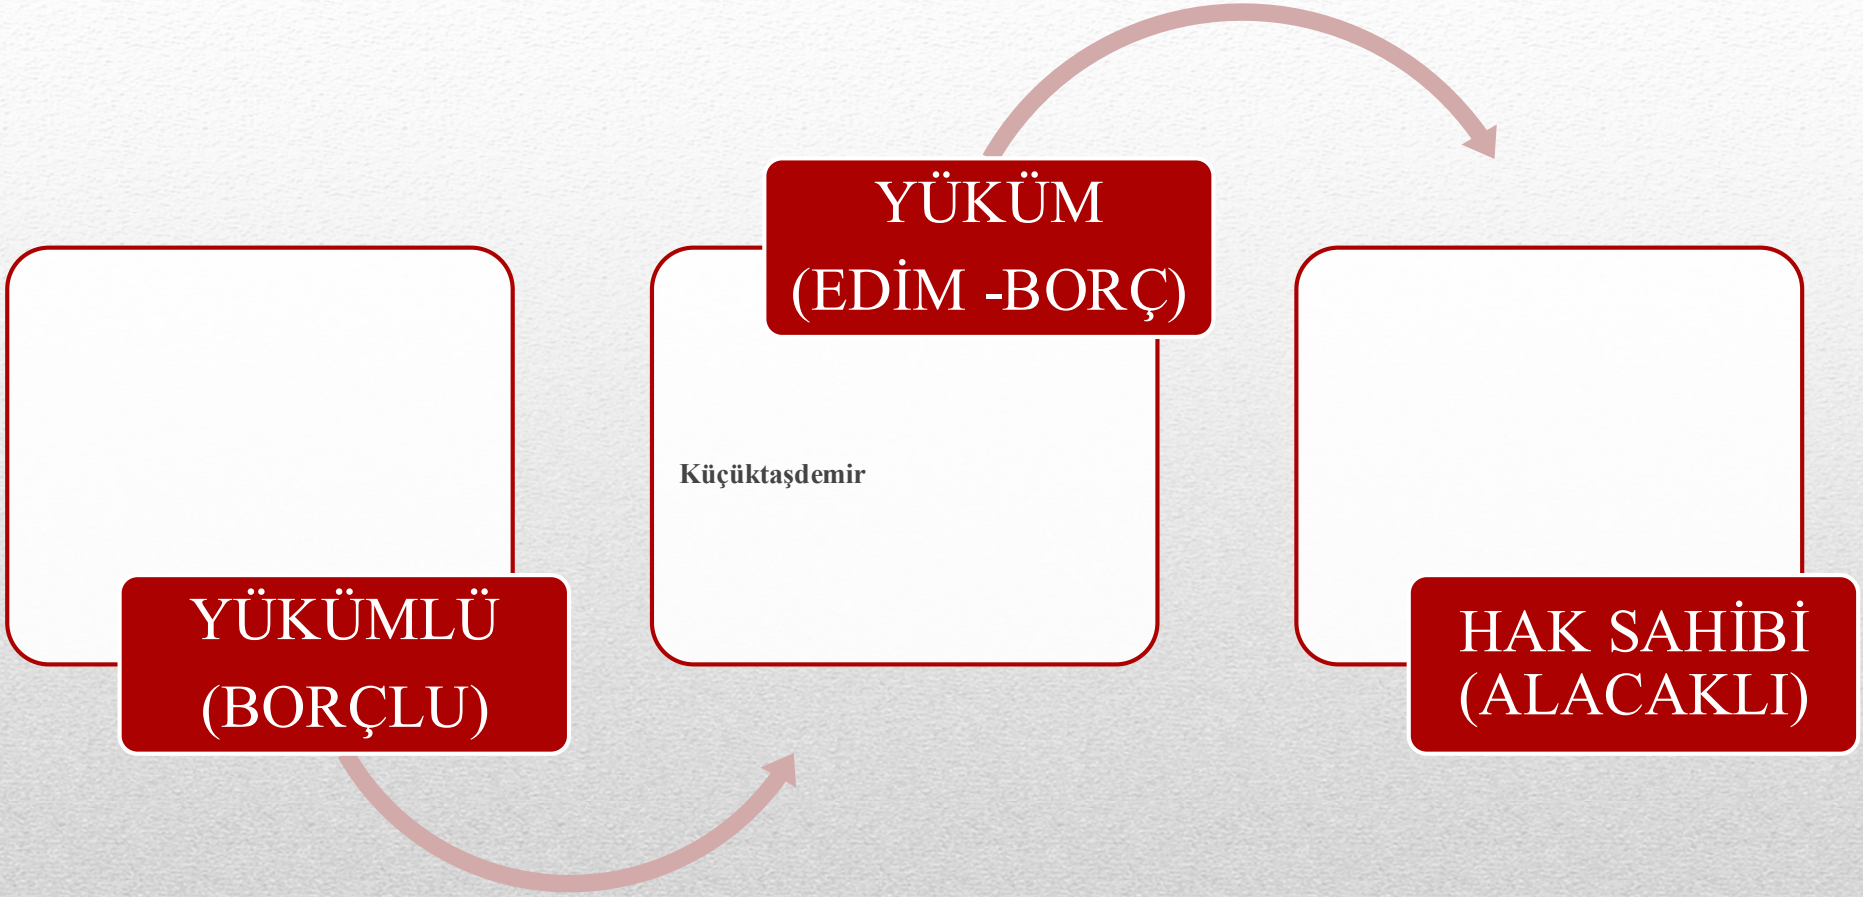 YÜKÜMLÜ
(BORÇLU)
YÜKÜM
(EDİM -BORÇ)
Küçüktaşdemir
HAK SAHİBİ
(ALACAKLI)